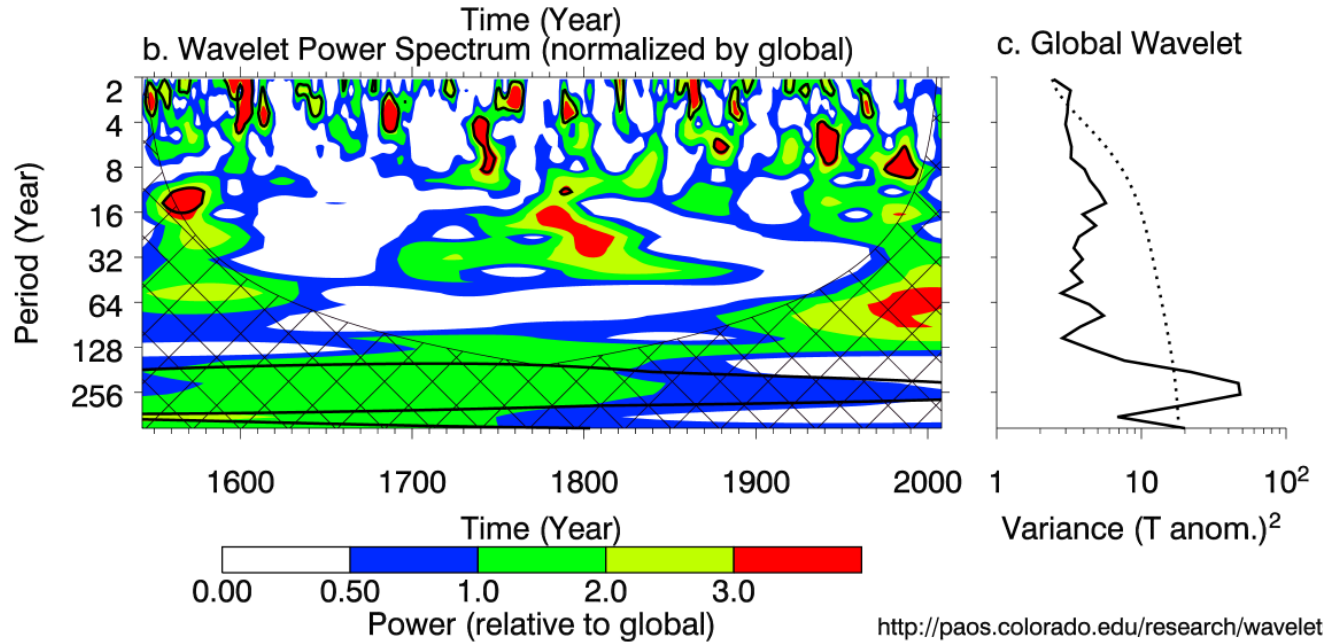 Time (Year)
b. Wavelet Power Spectrum (normalized by global)
c. Global Wavelet
Period (Year)
2
4
8
16
32
64
128
256
1600 1700 1800 1900 2000
Time (Year)
1 10 10²
Variance (T anom.)²
0.00 0.50 1.0 2.0 3.0
Power (relative to global)
http://paos.colorado.edu/research/wavelet